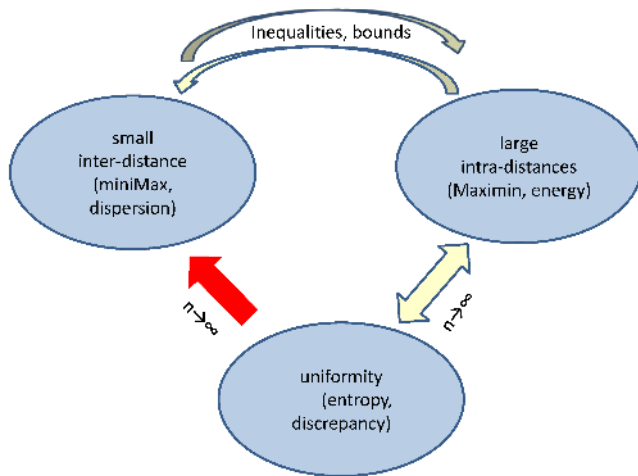 Inequalities, bounds
small
inter-distance
(miniMax,
dispersion)
large
intra-distances
(Maximin, energy)
n→∞
n→∞
uniformity
(entropy,
discrepancy)